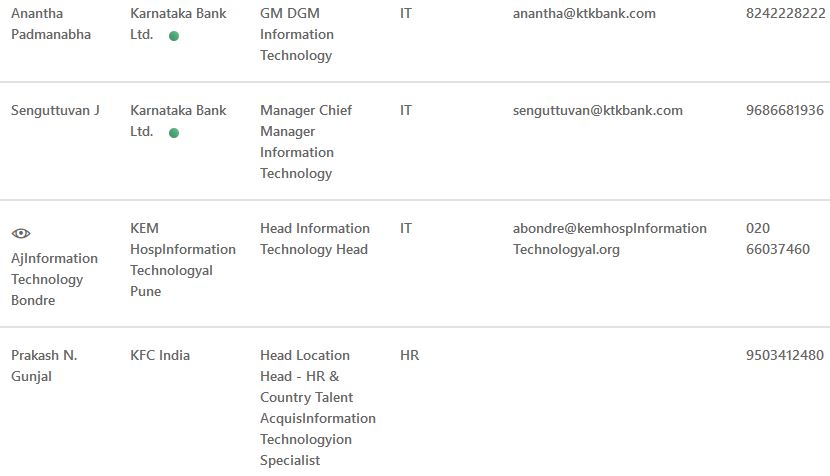 Anantha
Padmanabha
Karnataka Bank
Ltd.
GM DGM
Information
Technology
IT
anantha@ktkbank.com
8242228222
Senguttuvan J
Karnataka Bank
Ltd.
Manager Chief
Manager
Information
Technology
IT
senguttuvan@ktkbank.com
9686681936
AjInformation
Technology
Bondre
KEM
HospInformation
Technologyal
Pune
Head Information
Technology Head
IT
abondre@kemhospInformation
Technologyal.org
020
66037460
Prakash N.
Gunjal
KFC India
Head Location
Head - HR &
Country Talent
AcquisInformation
Technologyion
Specialist
HR
9503412480